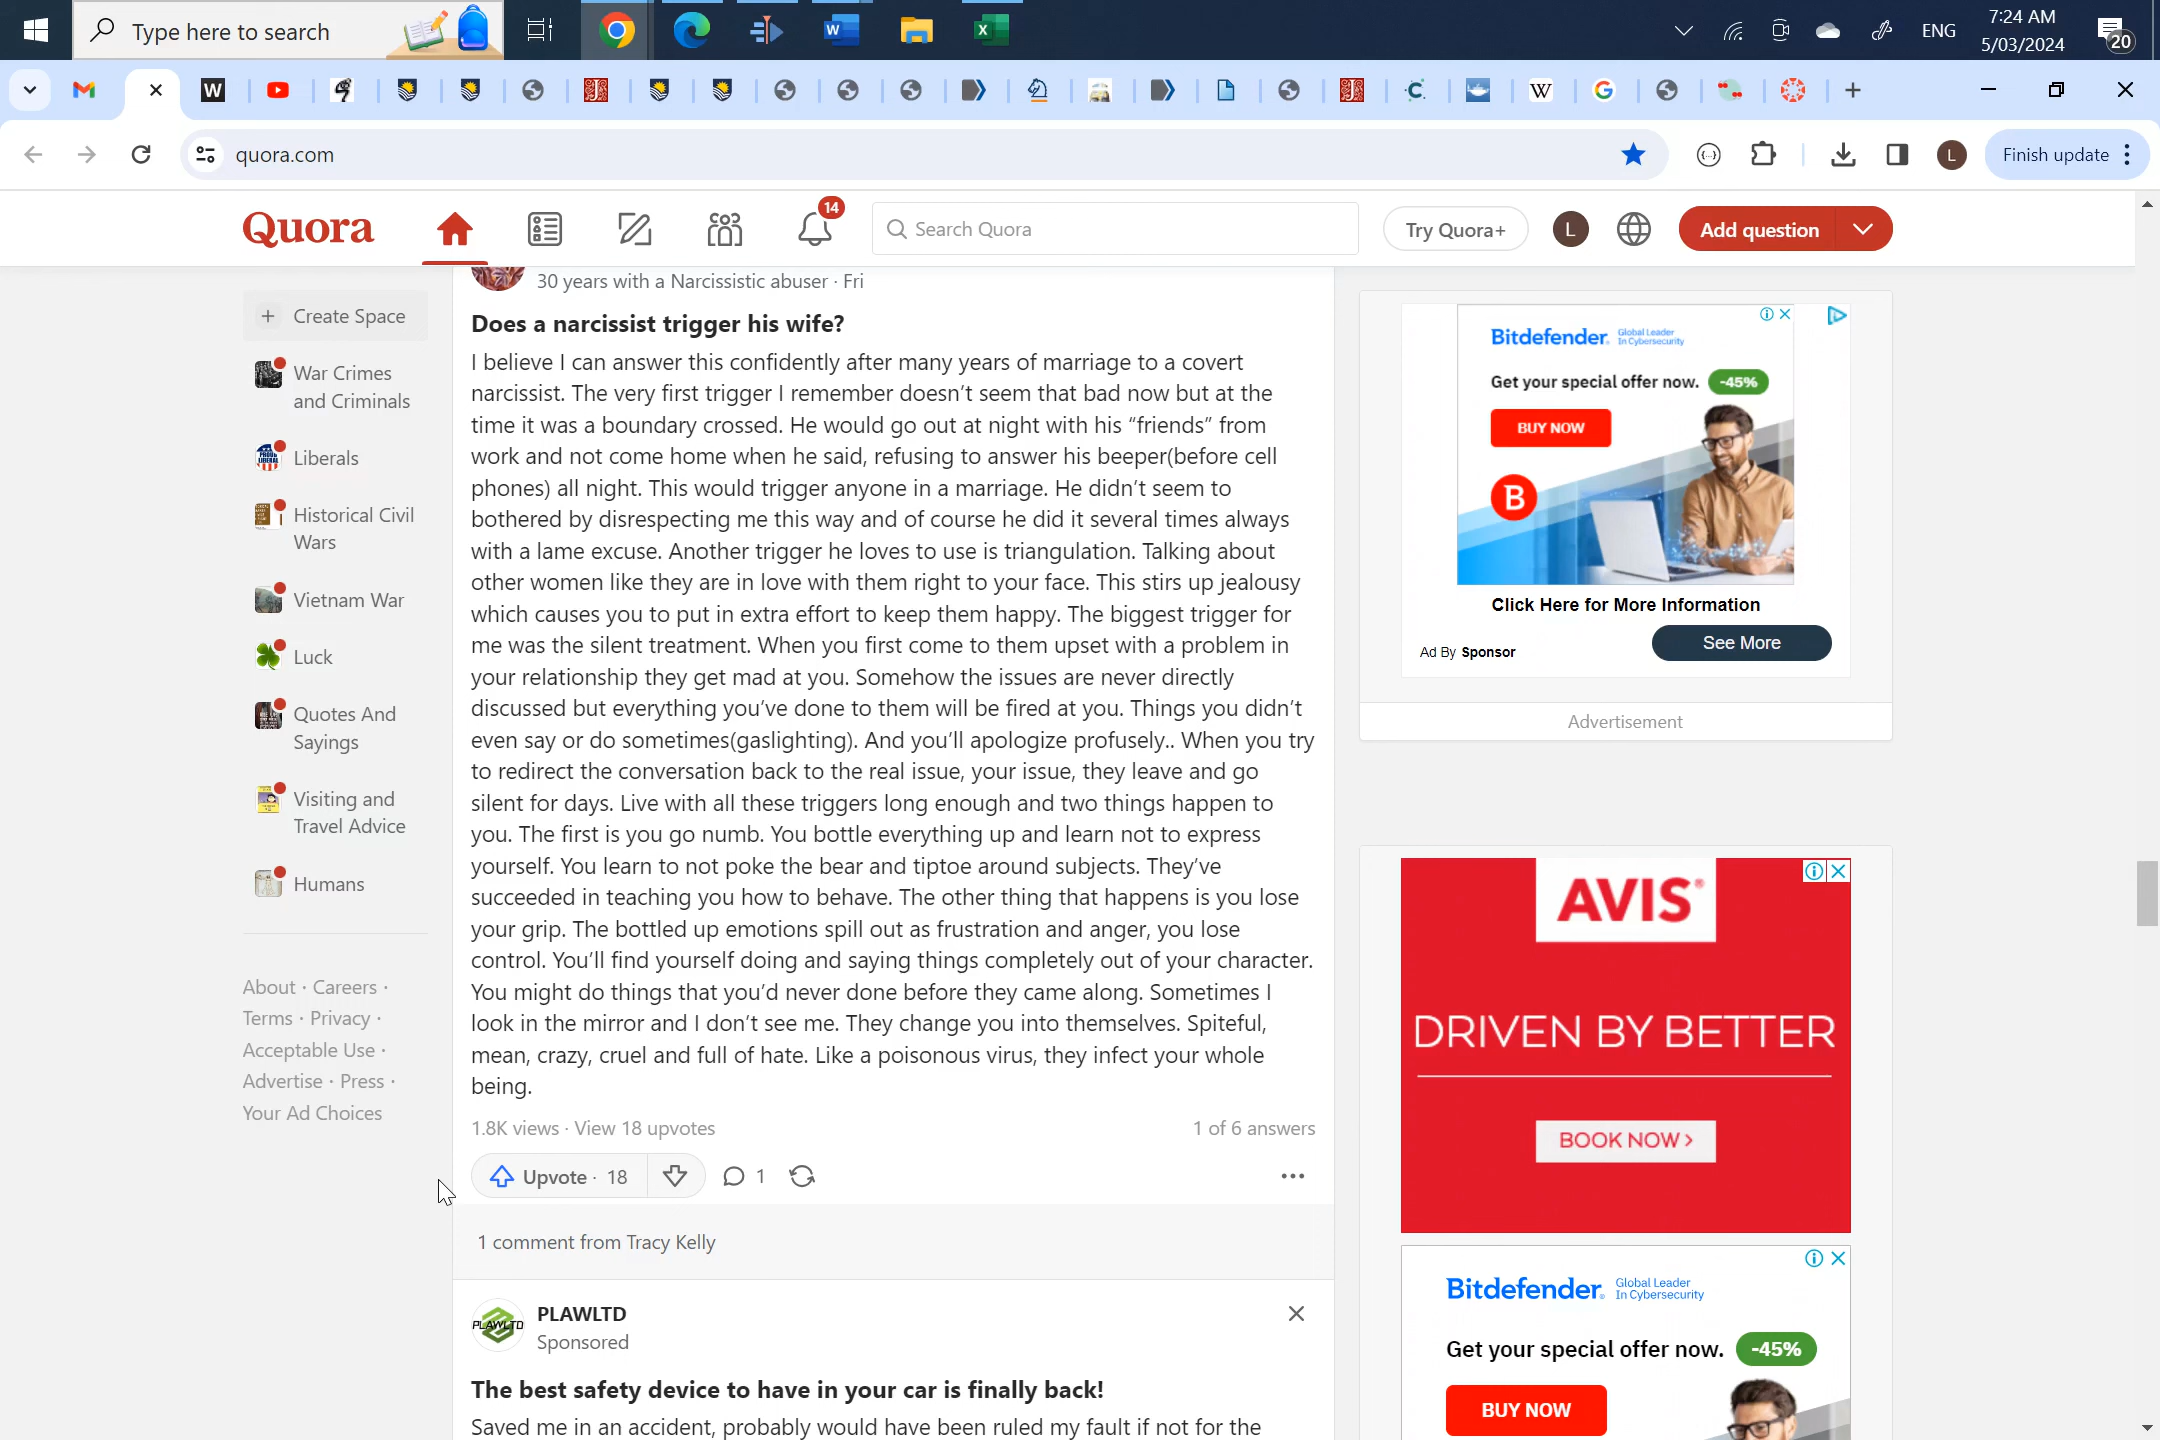 Type here to search
ENG
7:24 AM
5/03/2024
20
quora.com
L
Finish update
Quora
14
Search Quora
Try Quora+
L
Add question
Create Space
War Crimes
and Criminals
Liberals
Historical Civil
Wars
Vietnam War
Luck
Quotes And
Sayings
Visiting and
Travel Advice
Humans
About · Careers ·
Terms · Privacy ·
Acceptable Use ·
Advertise · Press ·
Your Ad Choices
30 years with a Narcissistic abuser · Fri
Does a narcissist trigger his wife?
I believe I can answer this confidently after many years of marriage to a covert
narcissist. The very first trigger I remember doesn't seem that bad now but at the
time it was a boundary crossed. He would go out at night with his “friends” from
work and not come home when he said, refusing to answer his beeper(before cell
phones) all night. This would trigger anyone in a marriage. He didn't seem to
bothered by disrespecting me this way and of course he did it several times always
with a lame excuse. Another trigger he loves to use is triangulation. Talking about
other women like they are in love with them right to your face. This stirs up jealousy
which causes you to put in extra effort to keep them happy. The biggest trigger for
me was the silent treatment. When you first come to them upset with a problem in
your relationship they get mad at you. Somehow the issues are never directly
discussed but everything you've done to them will be fired at you. Things you didn't
even say or do sometimes(gaslighting). And you'll apologize profusely.. When you try
to redirect the conversation back to the real issue, your issue, they leave and go
silent for days. Live with all these triggers long enough and two things happen to
you. The first is you go numb. You bottle everything up and learn not to express
yourself. You learn to not poke the bear and tiptoe around subjects. They've
succeeded in teaching you how to behave. The other thing that happens is you lose
your grip. The bottled up emotions spill out as frustration and anger, you lose
control. You'll find yourself doing and saying things completely out of your character.
You might do things that you'd never done before they came along. Sometimes I
look in the mirror and I don't see me. They change you into themselves. Spiteful,
mean, crazy, cruel and full of hate. Like a poisonous virus, they infect your whole
being.
1.8K views · View 18 upvotes
1 of 6 answers
Upvote · 18
1
1 comment from Tracy Kelly
PLAWLTD
PLAWLTD
Sponsored
The best safety device to have in your car is finally back!
Saved me in an accident, probably would have been ruled my fault if not for the
Bitdefender
Global Leader
In Cybersecurity
Get your special offer now. -45%
BUY NOW
B
Click Here for More Information
Ad By Sponsor
See More
Advertisement
AVIS
DRIVEN BY BETTER
BOOK NOW >
Bitdefender
Global Leader
In Cybersecurity
Get your special offer now. -45%
BUY NOW